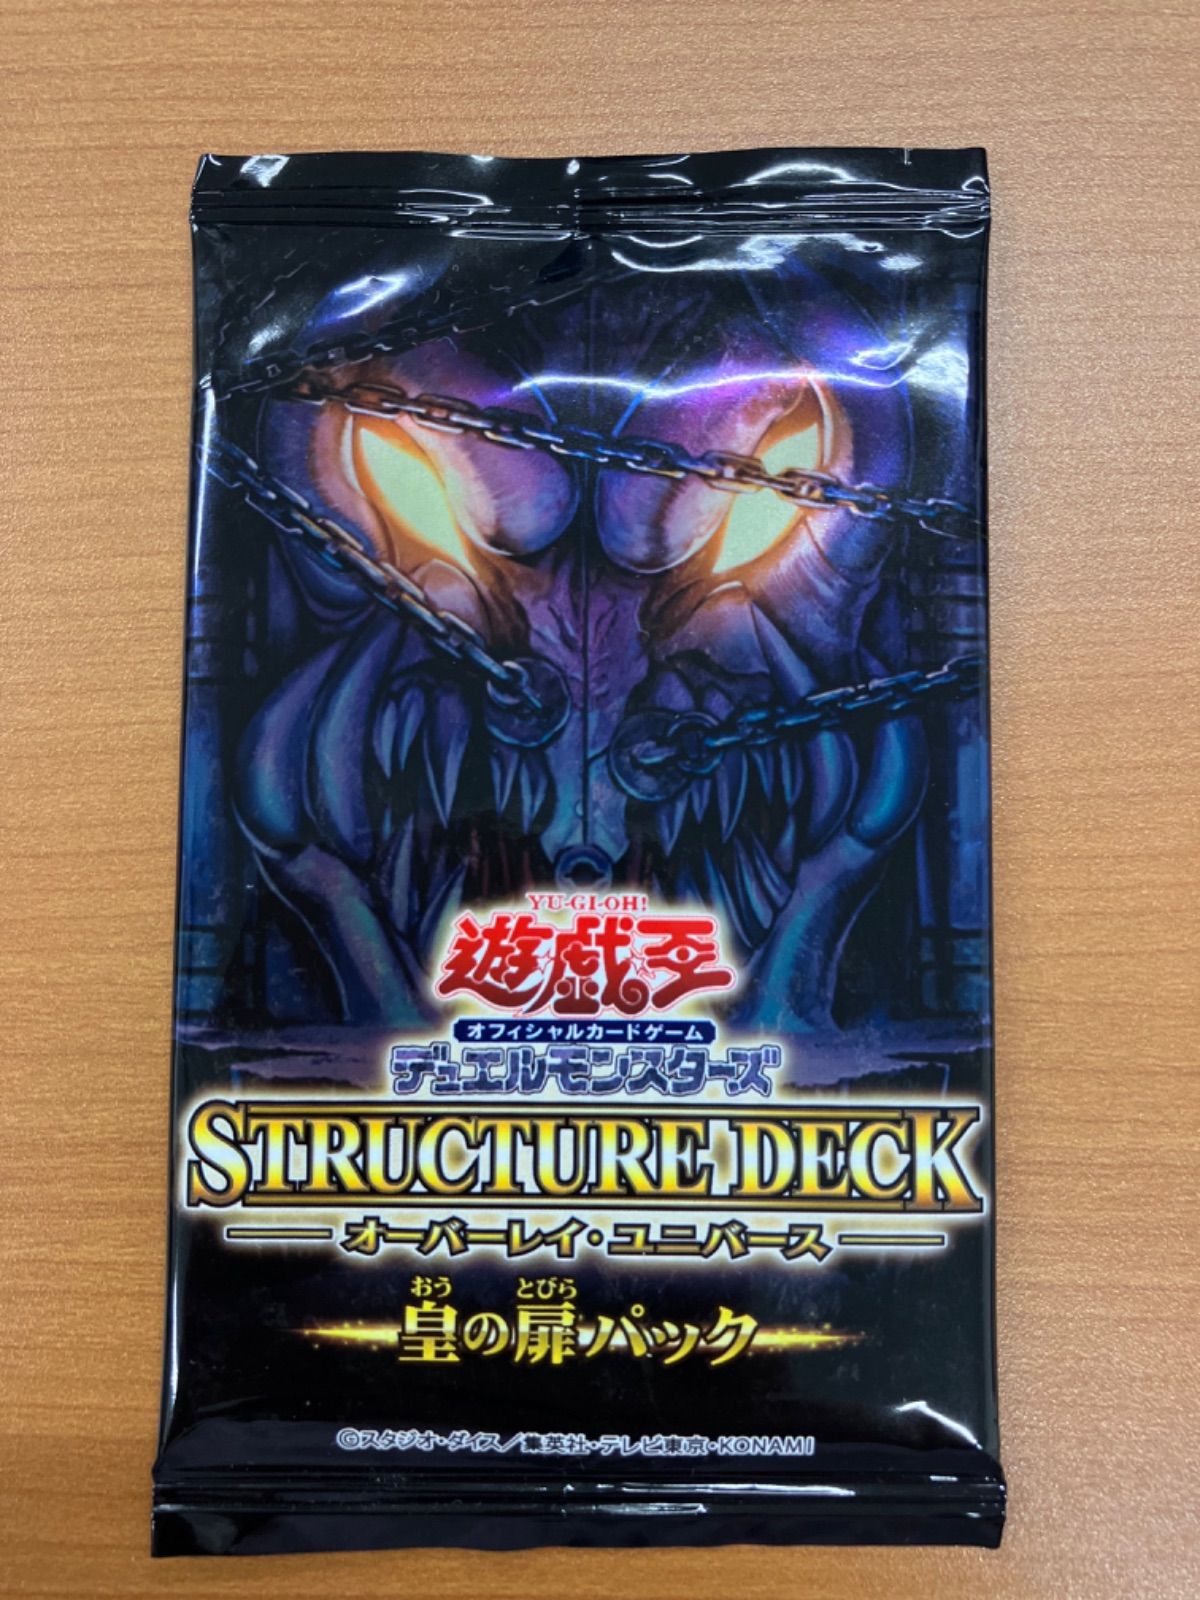 YU-GI-OH!
遊☆戯☆王
オフィシャルカードゲーム
デュエルモンスターズ
STRUCTURE DECK
オーバーレイ・ユニバース
おう とびら
皇の扉パック
©スタジオ・ダイス／集英社・テレビ東京・KONAMI